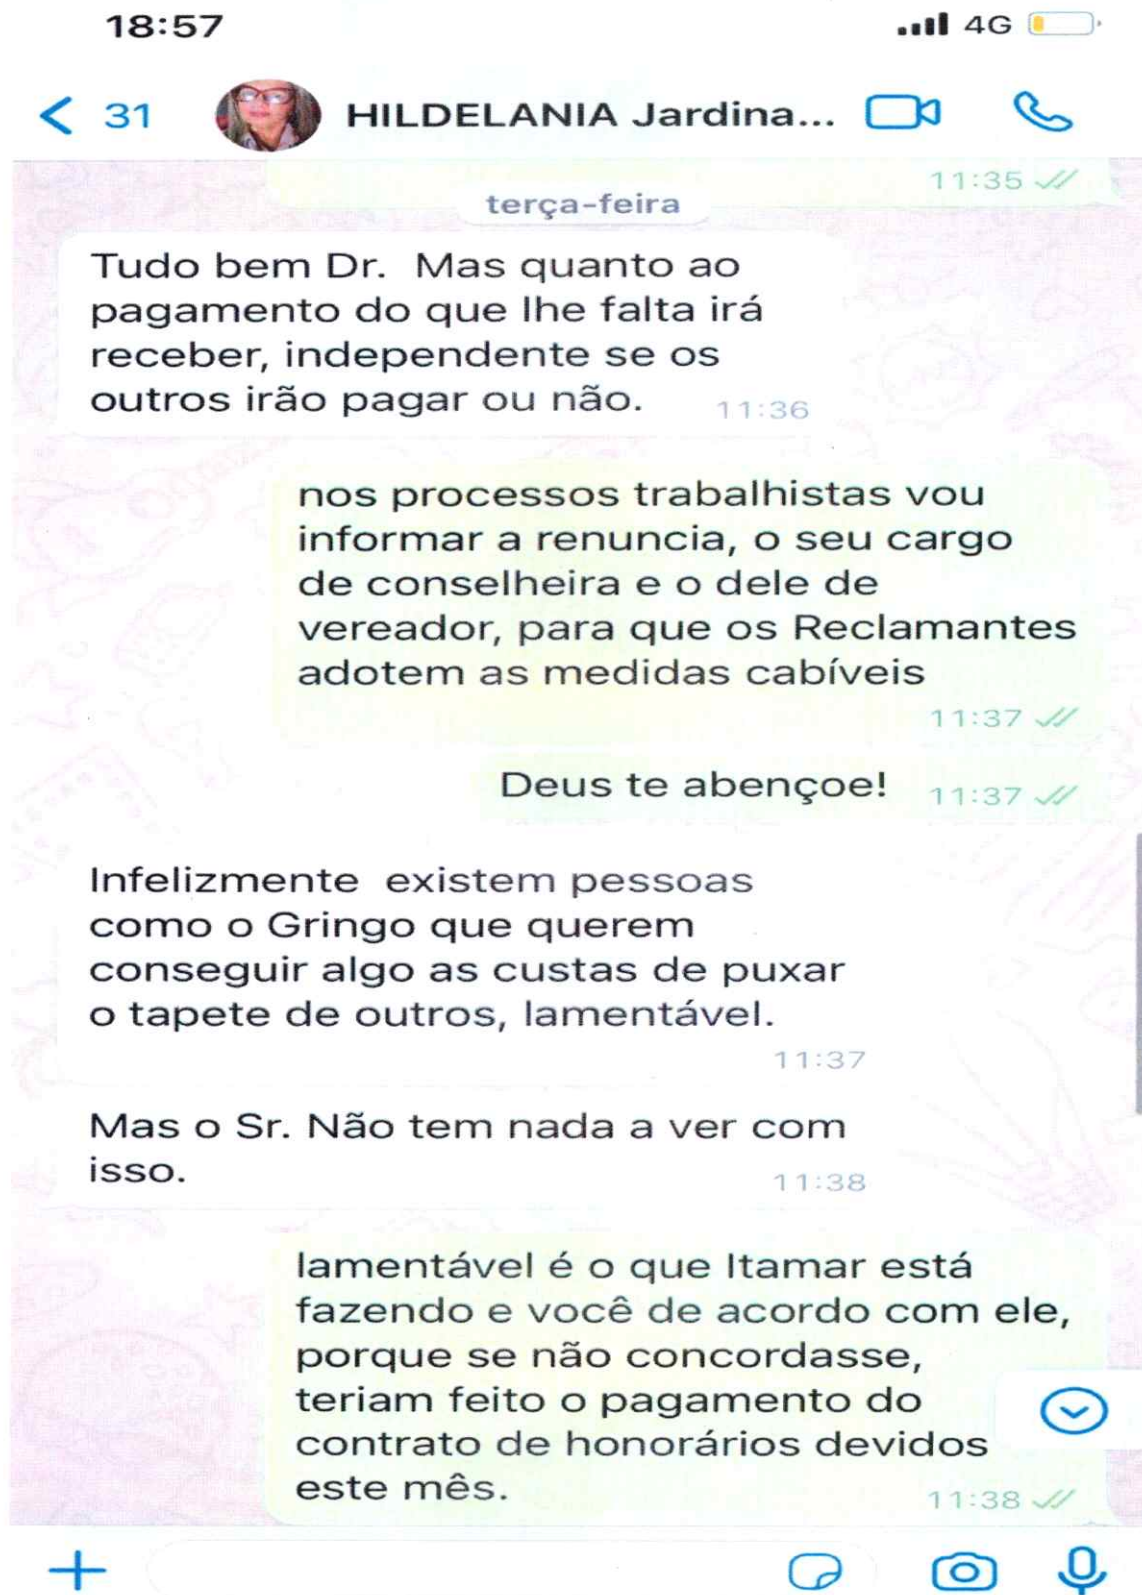 18:57
4G
31
HILDELANIA Jardina...
11:35
terça-feira
Tudo bem Dr. Mas quanto ao
pagamento do que lhe falta irá
receber, independente se os
outros irão pagar ou não.
11:36
nos processos trabalhistas vou
informar a renuncia, o seu cargo
de conselheira e o dele de
vereador, para que os Reclamantes
adotem as medidas cabíveis
11:37
Deus te abençoe!
11:37
Infelizmente existem pessoas
como o Gringo que querem
conseguir algo as custas de puxar
o tapete de outros, lamentável.
11:37
Mas o Sr. Não tem nada a ver com
isso.
11:38
lamentável é o que Itamar está
fazendo e você de acordo com ele,
porque se não concordasse,
teriam feito o pagamento do
contrato de honorários devidos
este mês.
11:38